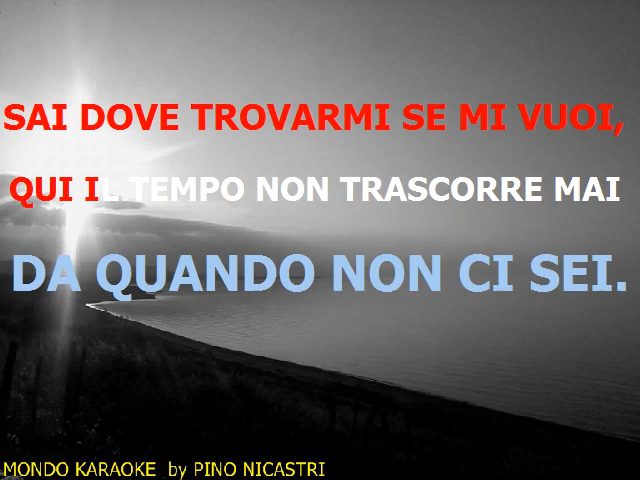 SAI DOVE TROVARMI SE MI VUOI,
QUI IL TEMPO NON TRASCORRE MAI
DA QUANDO NON CI SEI.
MONDO KARAOKE by PINO NICASTRI